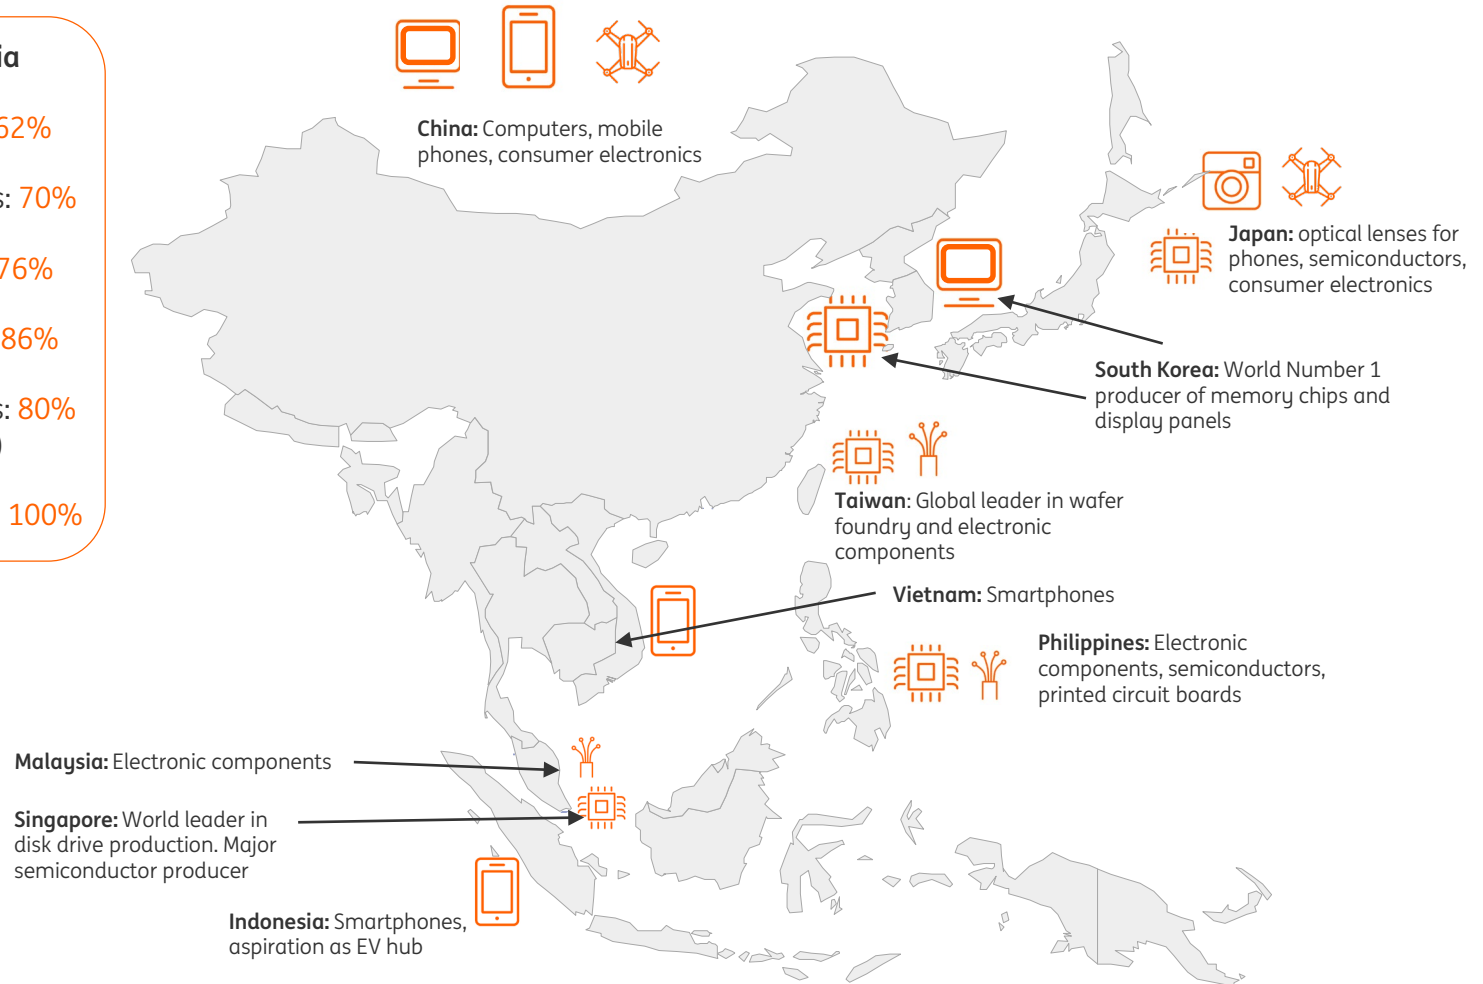 ia
62%
s: 70%
76%
86%
s: 80%
)
100%
China: Computers, mobile
phones, consumer electronics
Japan: optical lenses for
phones, semiconductors,
consumer electronics
South Korea: World Number 1
producer of memory chips and
display panels
Taiwan: Global leader in wafer
foundry and electronic
components
Vietnam: Smartphones
Philippines: Electronic
components, semiconductors,
printed circuit boards
Malaysia: Electronic components
Singapore: World leader in
disk drive production. Major
semiconductor producer
Indonesia: Smartphones,
aspiration as EV hub